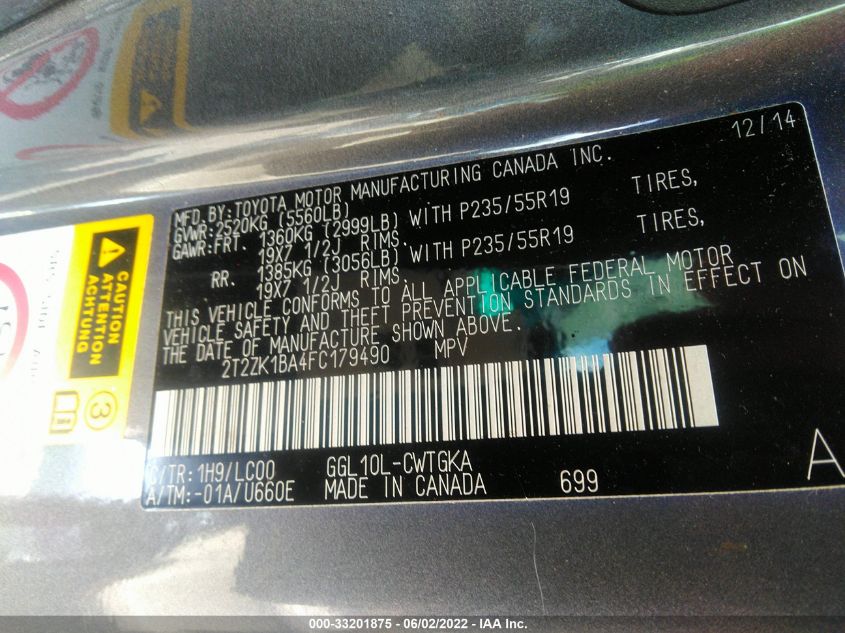 12/14
MFD.BY:TOYOTA MOTOR MANUFACTURING CANADA INC.
GVWR:2520KG (5560LB)
GAWR:FRT. 1360KG (2999LB) WITH P235/55R19 TIRES,
19X7 1/2J RIMS.
RR. 1385KG (3056LB) WITH P235/55R19 TIRES,
19X7 1/2J RIMS.
THIS VEHICLE CONFORMS TO ALL APPLICABLE FEDERAL MOTOR
VEHICLE SAFETY AND THEFT PREVENTION STANDARDS IN EFFECT ON
THE DATE OF MANUFACTURE SHOWN ABOVE.
2T2ZK1BA4FC179490 MPV
C/TR:1H9/LC00 GGL10L-CWTGKA
A/TM:-01A/U660E MADE IN CANADA 699
A
CAUTION
ATTENTION
ACHTUNG
3
000-33201875 - 06/02/2022 - IAA Inc.